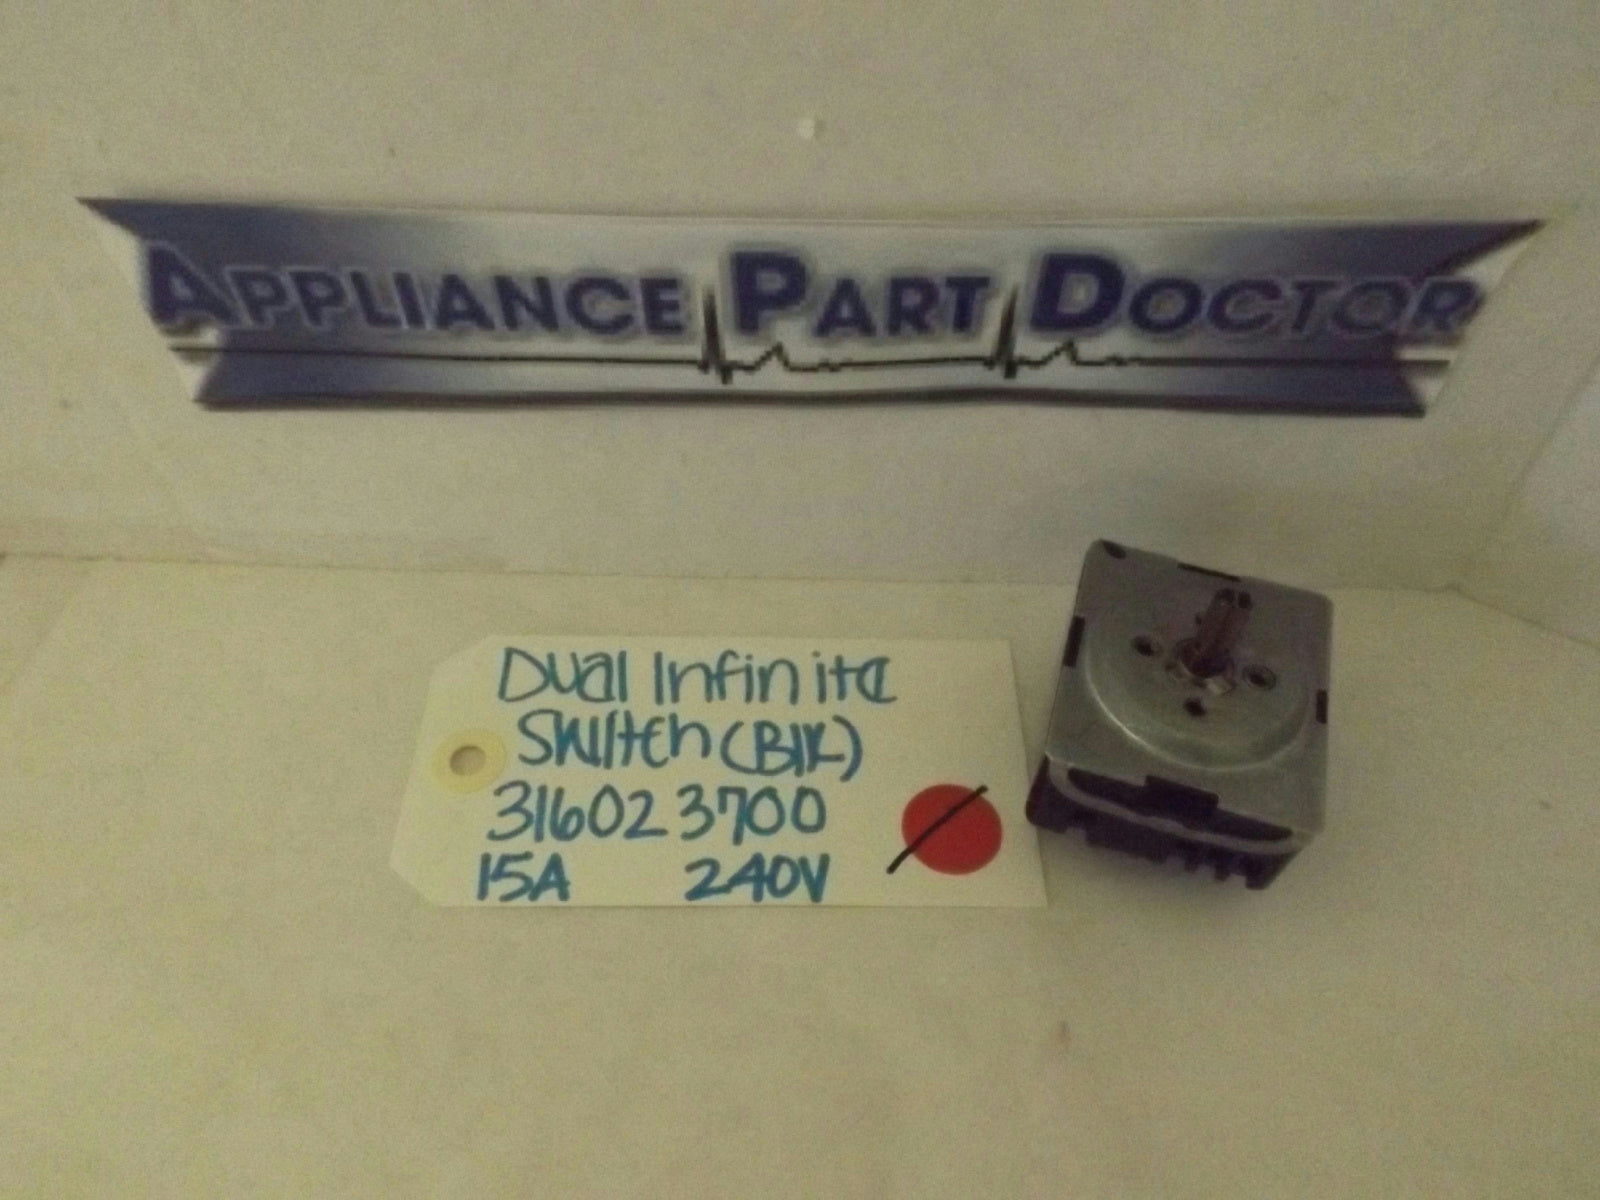 APPLIANCE PART DOCTOR
Dual Infinite
Switch (Blk)
316023700
15A 240V